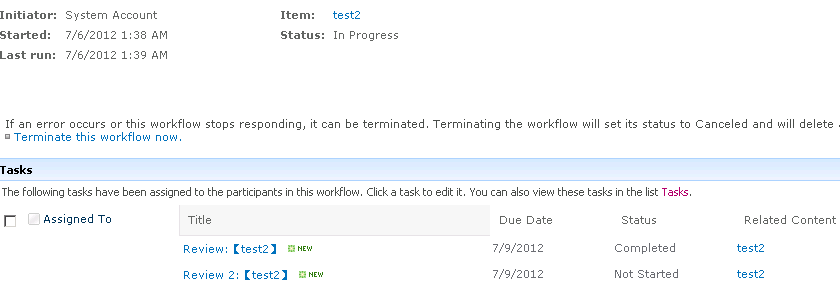 Initiator: System Account Item: test2
Started: 7/6/2012 1:38 AM Status: In Progress
Last run: 7/6/2012 1:39 AM
If an error occurs or this workflow stops responding, it can be terminated. Terminating the workflow will set its status to Canceled and will delete
Terminate this workflow now.
Tasks
The following tasks have been assigned to the participants in this workflow. Click a task to edit it. You can also view these tasks in the list Tasks.
Assigned To Title Due Date Status Related Content
Review:【test2】 NEW 7/9/2012 Completed test2
Review 2:【test2】 NEW 7/9/2012 Not Started test2